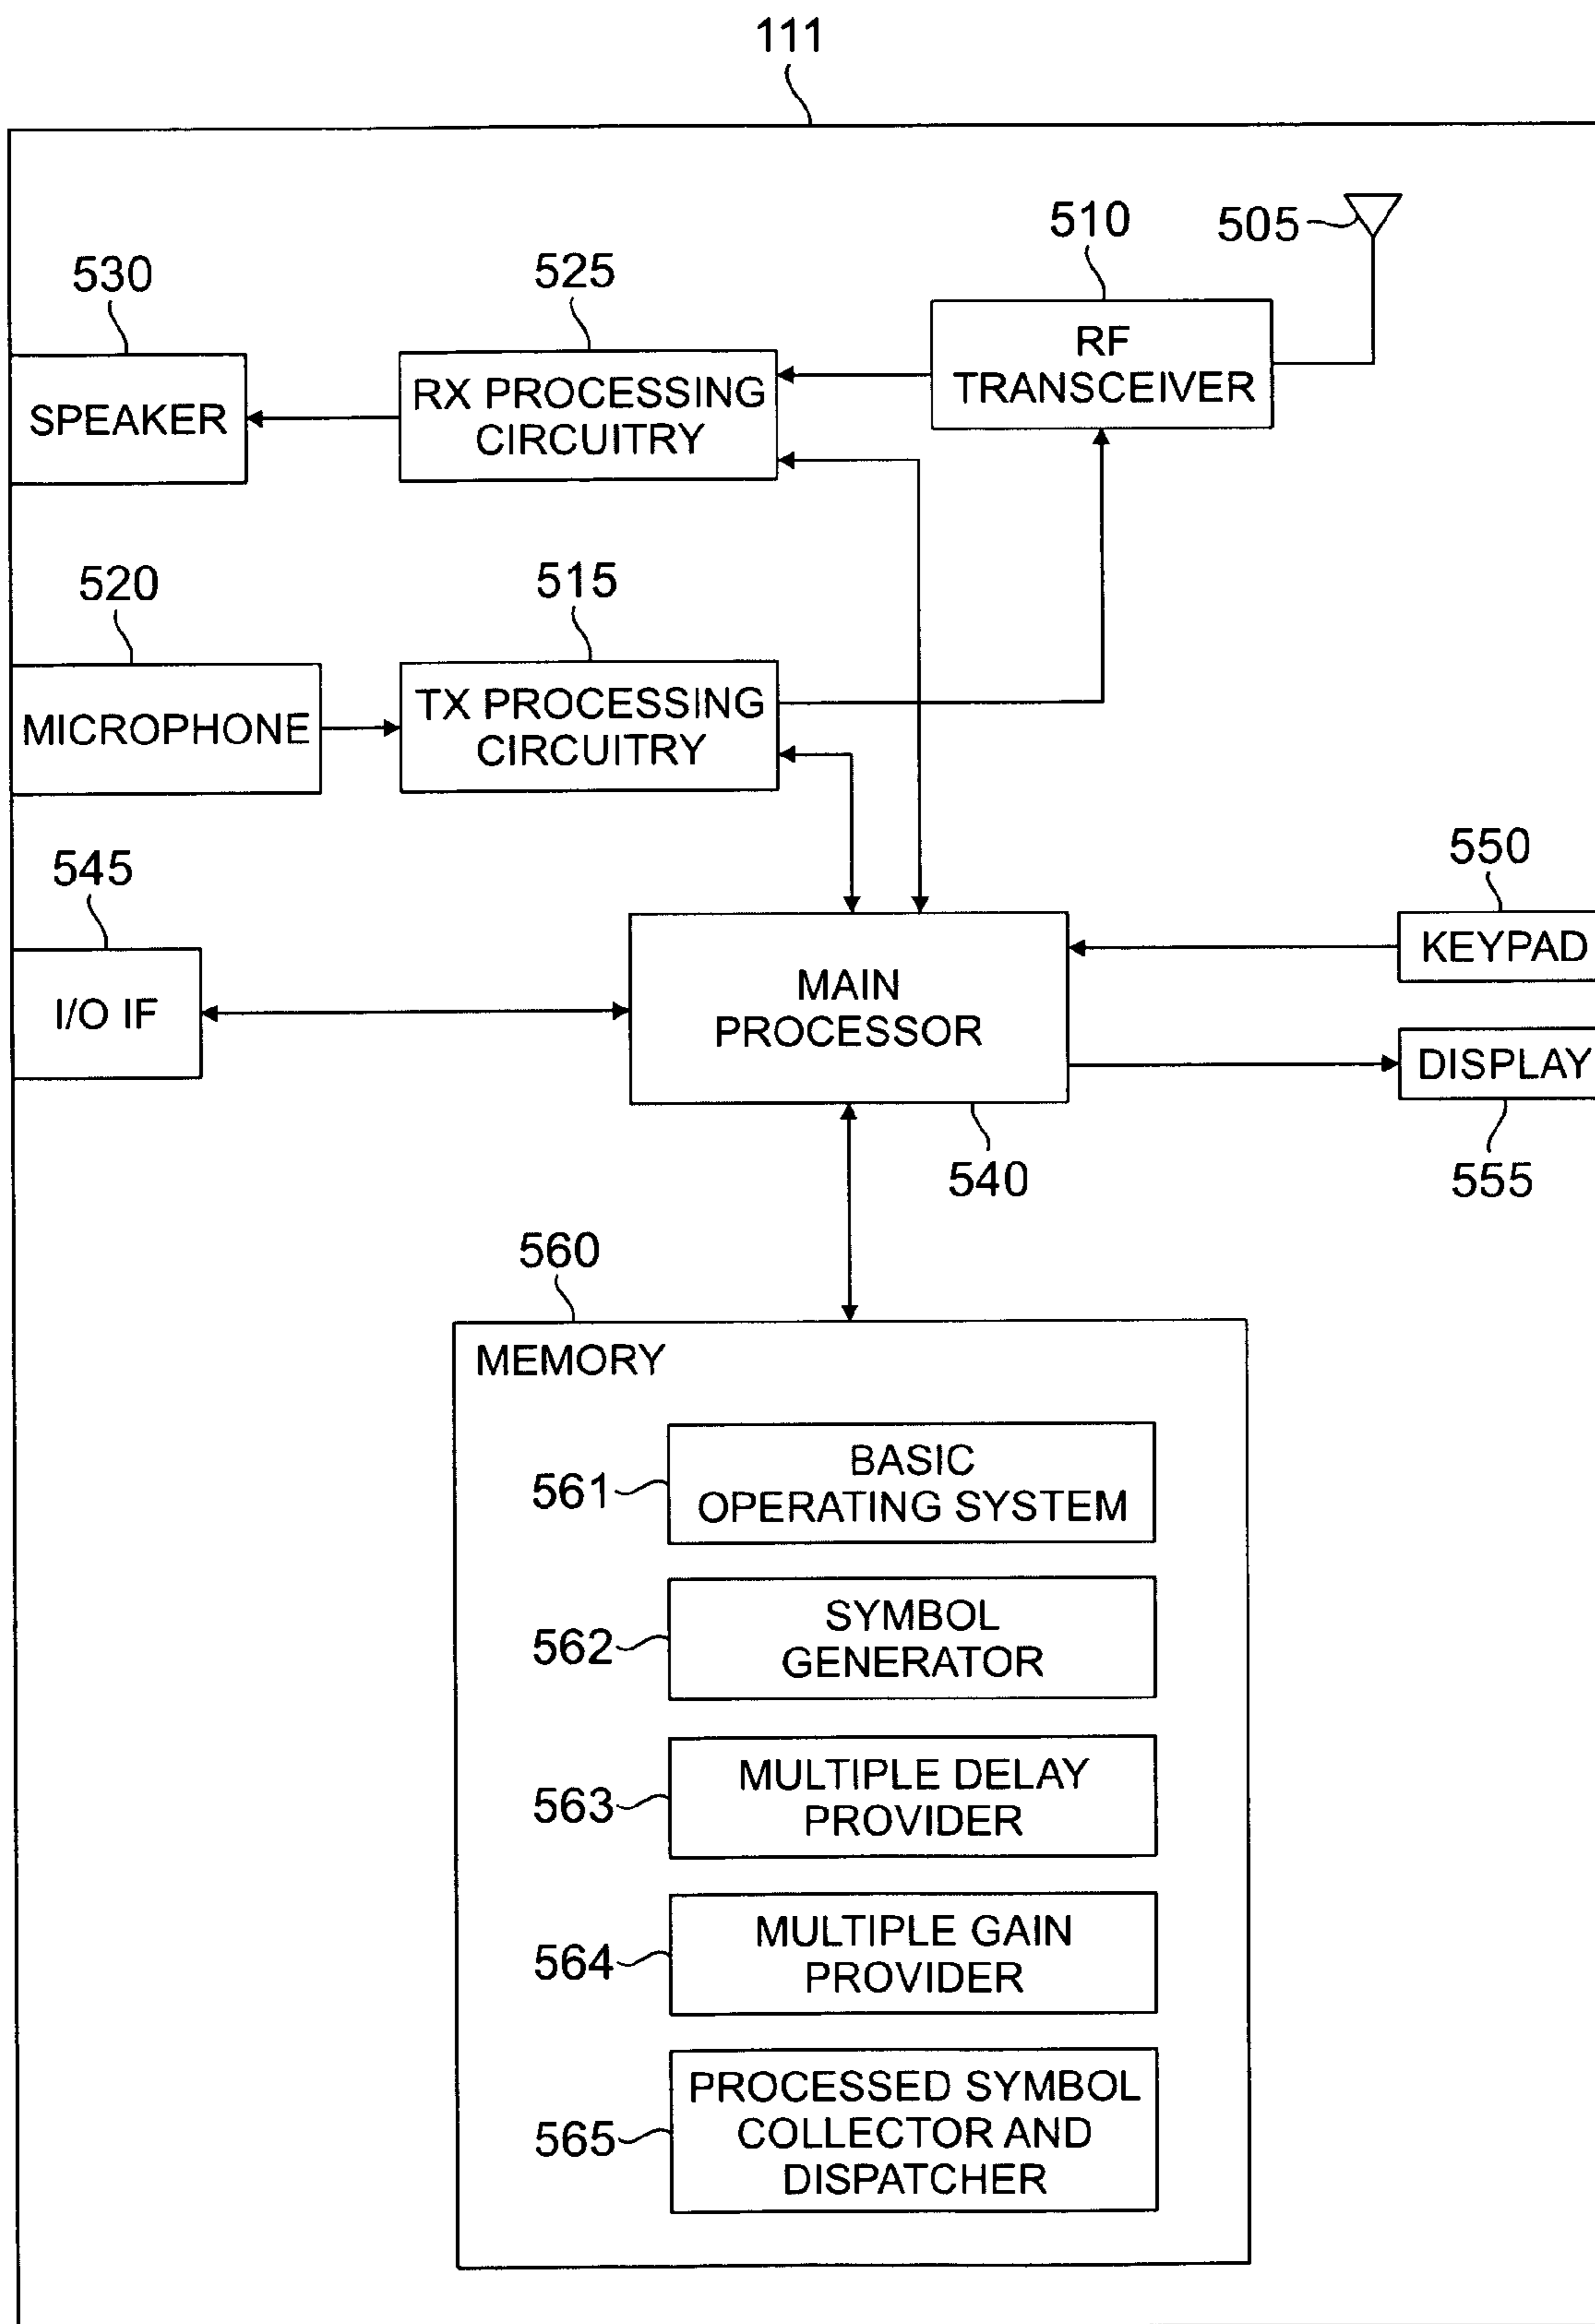 111
510
505
530
525
RF
TRANSCEIVER
SPEAKER
RX PROCESSING
CIRCUITRY
520
515
MICROPHONE
TX PROCESSING
CIRCUITRY
545
550
I/O IF
MAIN
PROCESSOR
KEYPAD
DISPLAY
540
555
560
MEMORY
561
BASIC
OPERATING SYSTEM
562
SYMBOL
GENERATOR
563
MULTIPLE DELAY
PROVIDER
564
MULTIPLE GAIN
PROVIDER
565
PROCESSED SYMBOL
COLLECTOR AND
DISPATCHER